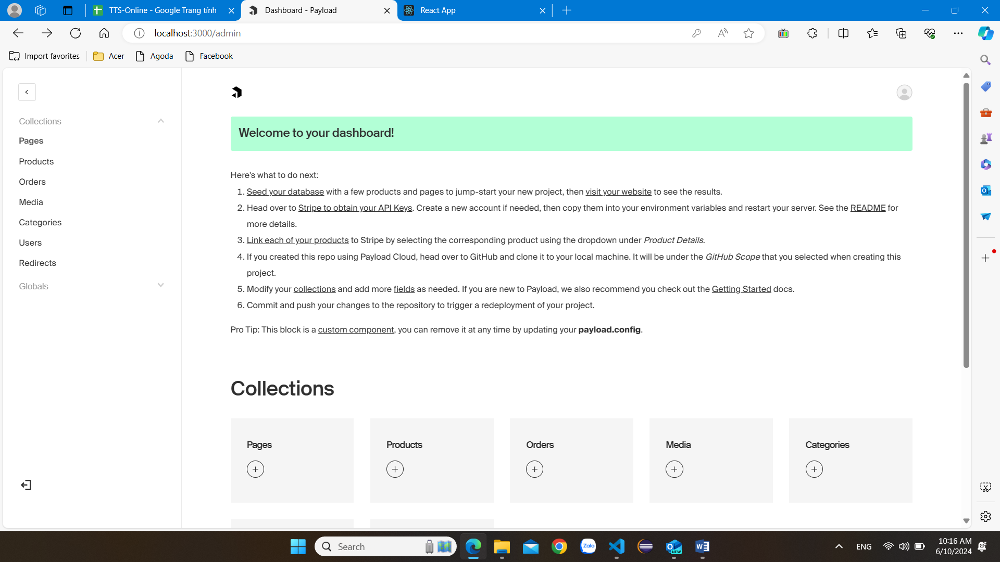 TTS-Online - Google Trang tính
Dashboard - Payload
React App
localhost:3000/admin
Import favorites
Acer
Agoda
Facebook
Collections
Pages
Products
Orders
Media
Categories
Users
Redirects
Globals
Welcome to your dashboard!
Here's what to do next:
1. Seed your database with a few products and pages to jump-start your new project, then visit your website to see the results.
2. Head over to Stripe to obtain your API Keys. Create a new account if needed, then copy them into your environment variables and restart your server. See the README for
more details.
3. Link each of your products to Stripe by selecting the corresponding product using the dropdown under Product Details.
4. If you created this repo using Payload Cloud, head over to GitHub and clone it to your local machine. It will be under the GitHub Scope that you selected when creating this
project.
5. Modify your collections and add more fields as needed. If you are new to Payload, we also recommend you check out the Getting Started docs.
6. Commit and push your changes to the repository to trigger a redeployment of your project.
Pro Tip: This block is a custom component, you can remove it at any time by updating your payload.config.
Collections
Pages
Products
Orders
Media
Categories
Search
Zalo
NEW
ENG
10:16 AM
6/10/2024